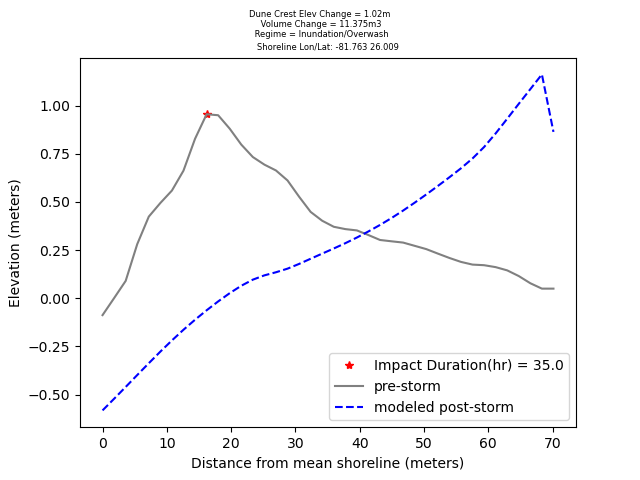 Dune Crest Elev Change = 1.02m
Volume Change = 11.375m3
Regime = Inundation/Overwash
Shoreline Lon/Lat: -81.763 26.009
1.00
0.75
0.50
0.25
0.00
−0.25
−0.50
Elevation (meters)
Impact Duration(hr) = 35.0
pre-storm
modeled post-storm
0 10 20 30 40 50 60 70
Distance from mean shoreline (meters)